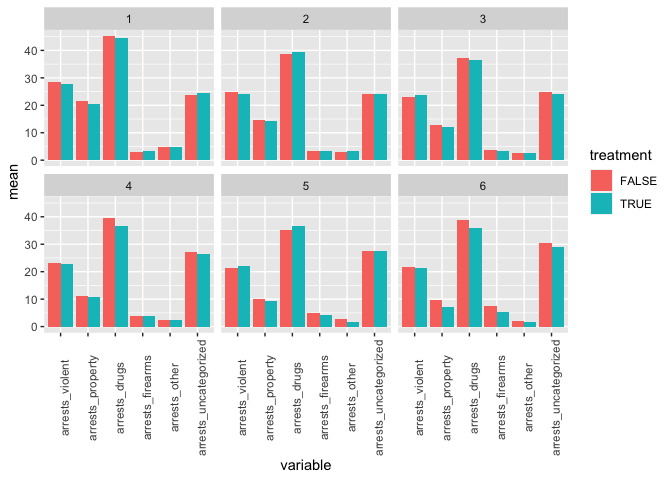 1 2 3
40
30
20
10
0
4 5 6
40
30
20
10
0
mean
arrests_violent arrests_property arrests_drugs arrests_firearms arrests_other arrests_uncategorized arrests_violent arrests_property arrests_drugs arrests_firearms arrests_other arrests_uncategorized arrests_violent arrests_property arrests_drugs arrests_firearms arrests_other arrests_uncategorized
variable
treatment
FALSE
TRUE